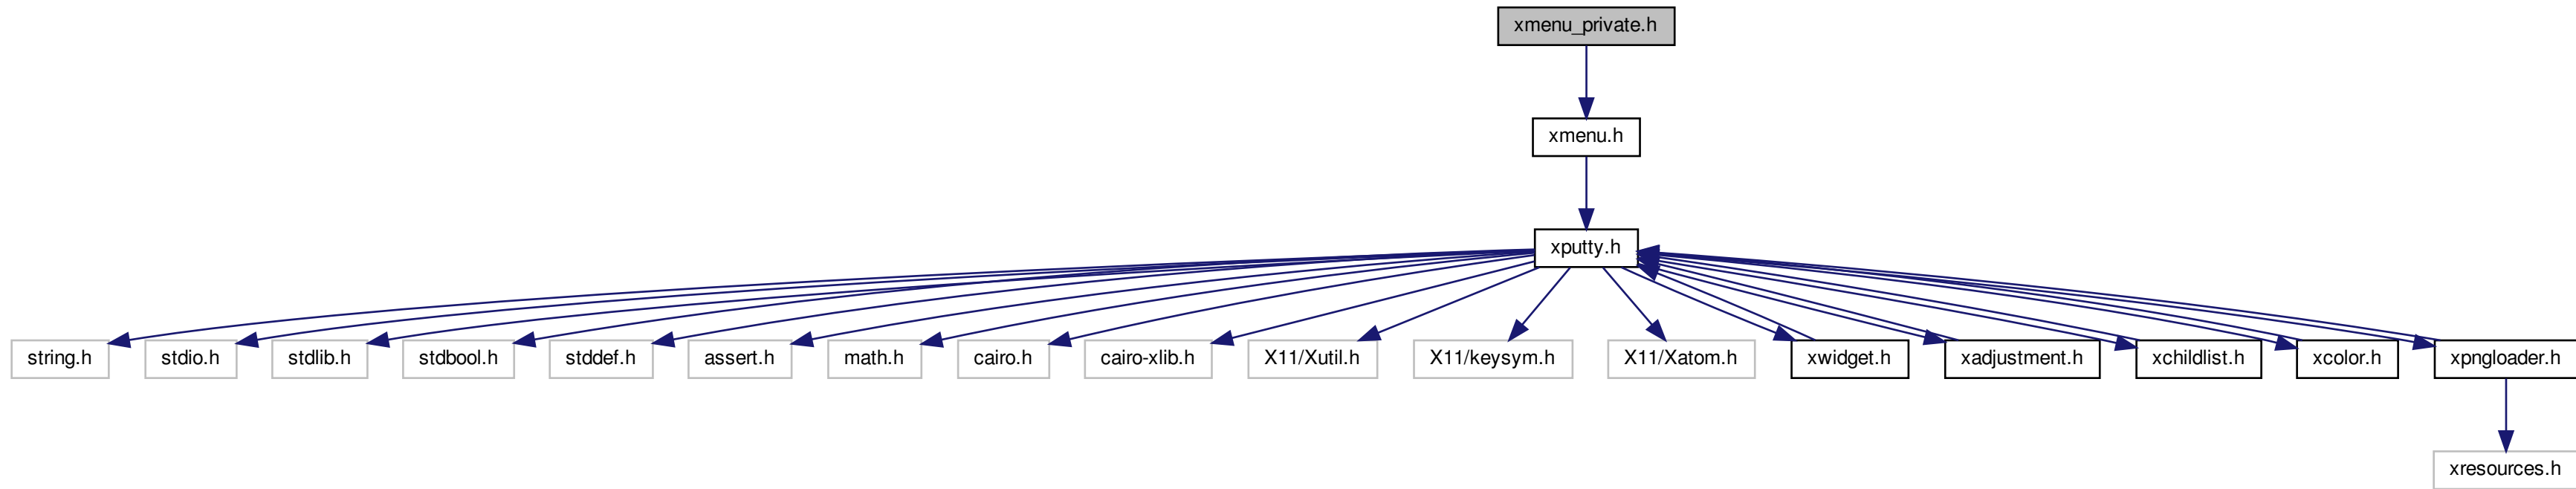 xmenu_private.h
xmenu.h
xputty.h
string.h
stdio.h
stdlib.h
stdbool.h
stddef.h
assert.h
math.h
cairo.h
cairo-xlib.h
X11/Xutil.h
X11/keysym.h
X11/Xatom.h
xwidget.h
xadjustment.h
xchildlist.h
xcolor.h
xpngloader.h
xresources.h